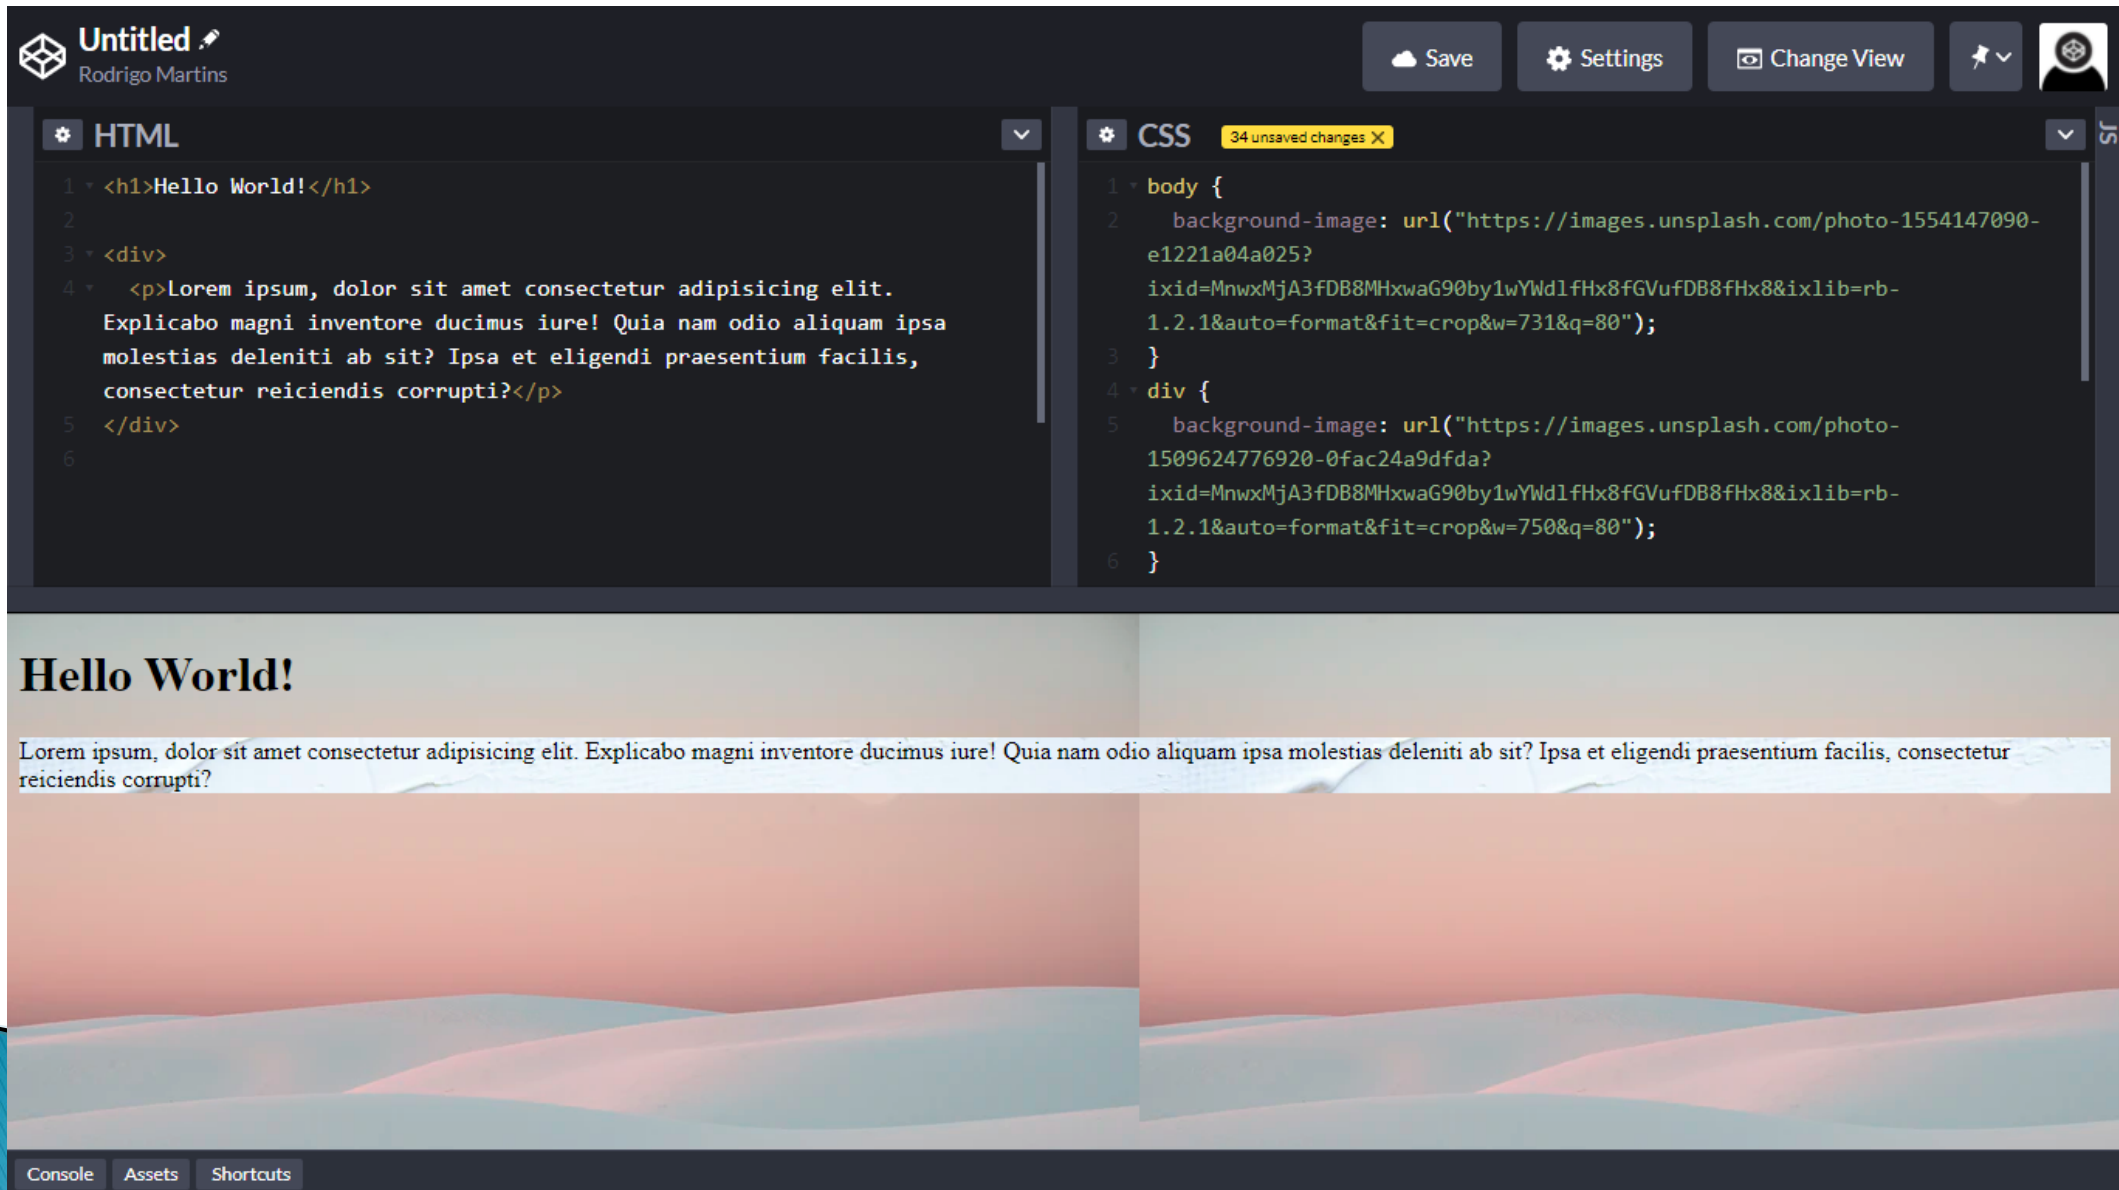 Untitled
Rodrigo Martins
Save
Settings
Change View
HTML
1 <h1>Hello World!</h1>
2
3 <div>
4 <p>Lorem ipsum, dolor sit amet consectetur adipisicing elit.
Explicabo magni inventore ducimus iure! Quia nam odio aliquam ipsa
molestias deleniti ab sit? Ipsa et eligendi praesentium facilis,
consectetur reiciendis corrupti?</p>
5 </div>
6
CSS
34 unsaved changes X
1 body {
2 background-image: url("https://images.unsplash.com/photo-1554147090-
e1221a04a025?
ixid=MnwxMjA3fDB8MHxwaG90by1wYWdlfHx8fGVufDB8fHx8&ixlib=rb-
1.2.1&auto=format&fit=crop&w=731&q=80");
3 }
4 div {
5 background-image: url("https://images.unsplash.com/photo-
1509624776920-0fac24a9dfda?
ixid=MnwxMjA3fDB8MHxwaG90by1wYWdlfHx8fGVufDB8fHx8&ixlib=rb-
1.2.1&auto=format&fit=crop&w=750&q=80");
6 }
JS
Hello World!
Lorem ipsum, dolor sit amet consectetur adipisicing elit. Explicabo magni inventore ducimus iure! Quia nam odio aliquam ipsa molestias deleniti ab sit? Ipsa et eligendi praesentium facilis, consectetur
reiciendis corrupti?
Console
Assets
Shortcuts